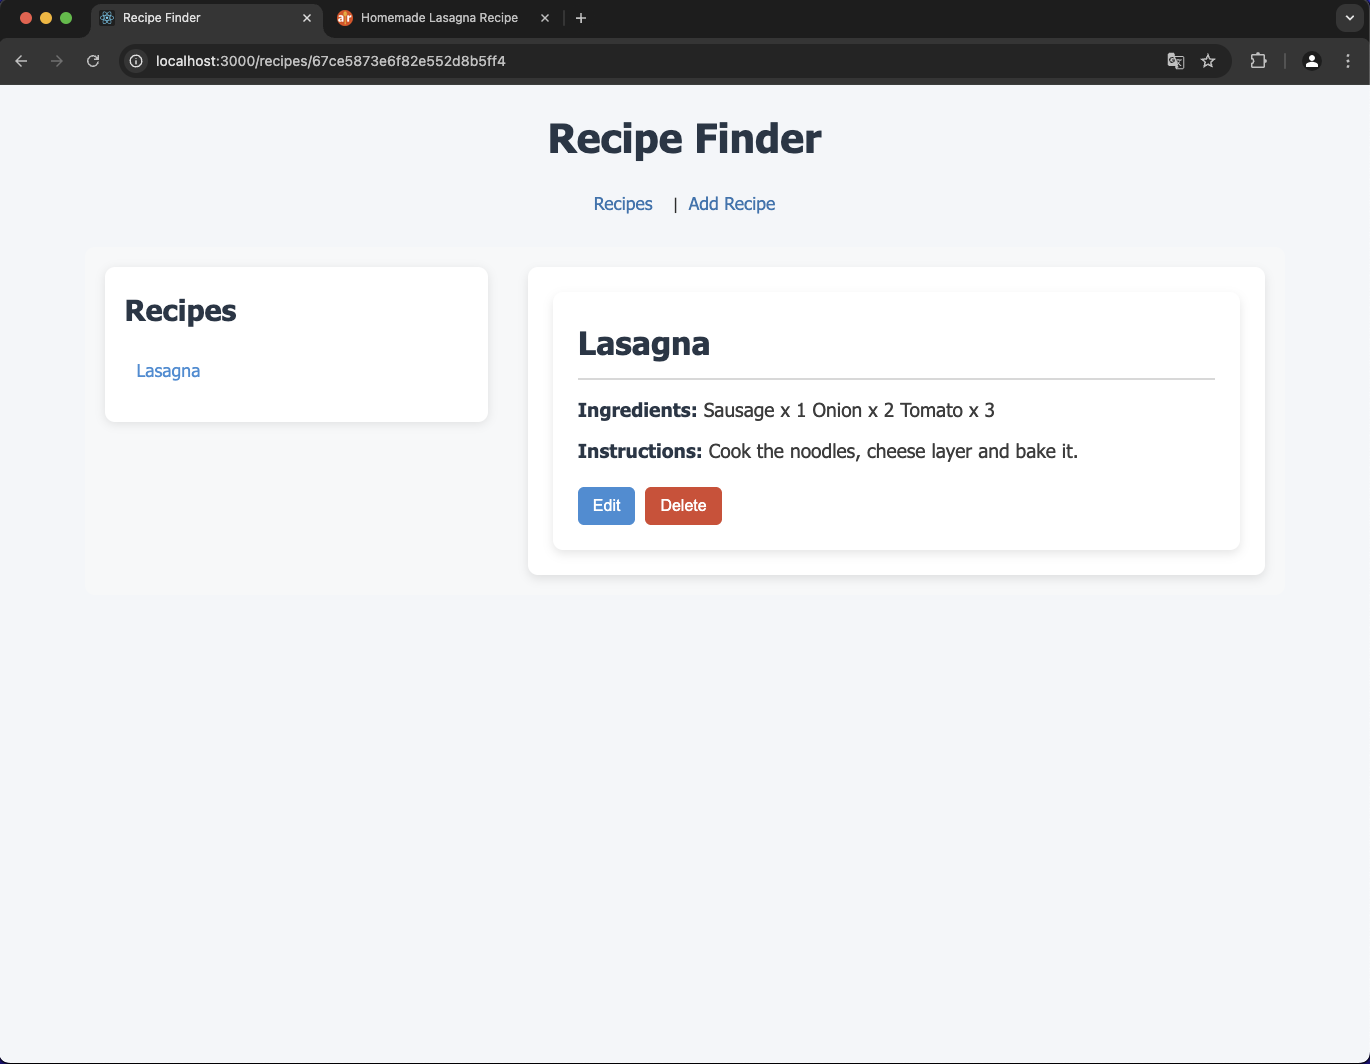 Recipe Finder
ar Homemade Lasagna Recipe
localhost:3000/recipes/67ce5873e6f82e552d8b5ff4
Recipe Finder
Recipes | Add Recipe
Recipes
Lasagna
Lasagna
Ingredients: Sausage x 1 Onion x 2 Tomato x 3
Instructions: Cook the noodles, cheese layer and bake it.
Edit Delete